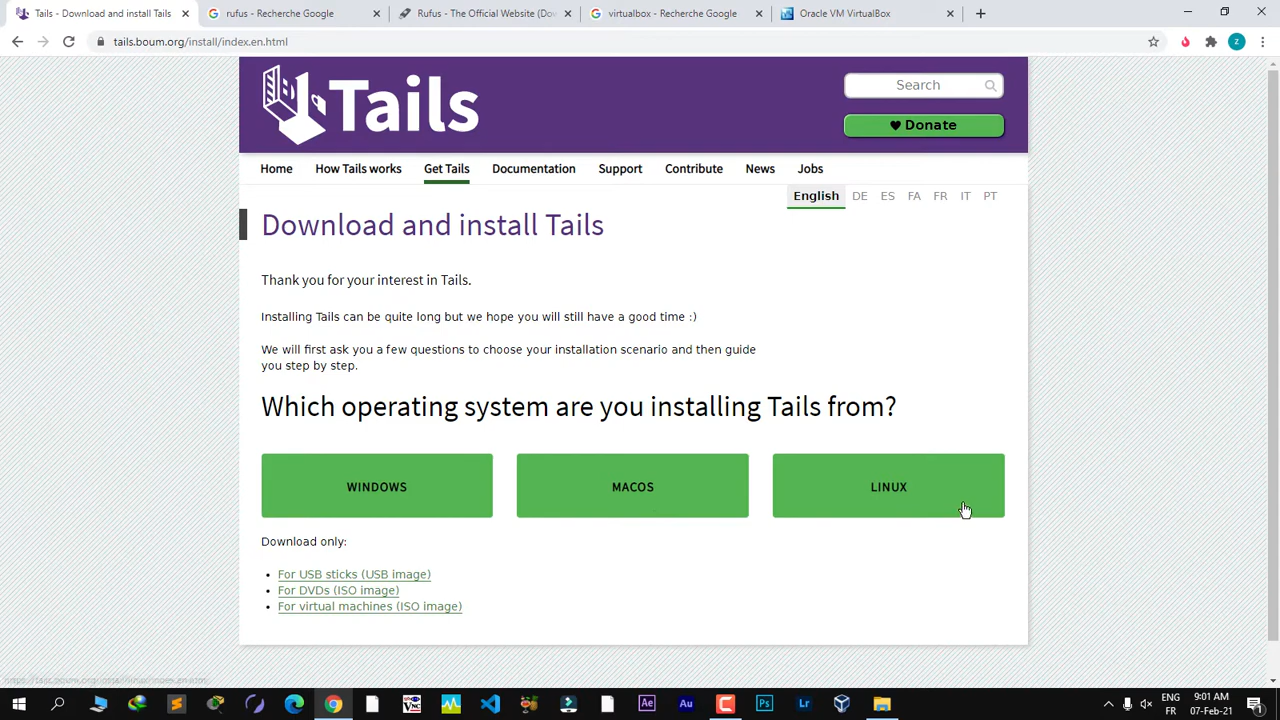 Tails - Download and install Tails
rufus - Recherche Google
Rufus - The Official Website (Do
virtualbox - Recherche Google
Oracle VM VirtualBox
tails.boum.org/install/index.en.html
z
Tails
Search
Donate
Home
How Tails works
Get Tails
Documentation
Support
Contribute
News
Jobs
English
DE
ES
FA
FR
IT
PT
Download and install Tails
Thank you for your interest in Tails.
Installing Tails can be quite long but we hope you will still have a good time :)
We will first ask you a few questions to choose your installation scenario and then guide
you step by step.
Which operating system are you installing Tails from?
WINDOWS
MACOS
LINUX
Download only:
For USB sticks (USB image)
For DVDs (ISO image)
For virtual machines (ISO image)
VNC
Ae
Au
Ps
Lr
ENG
FR
9:01 AM
07-Feb-21